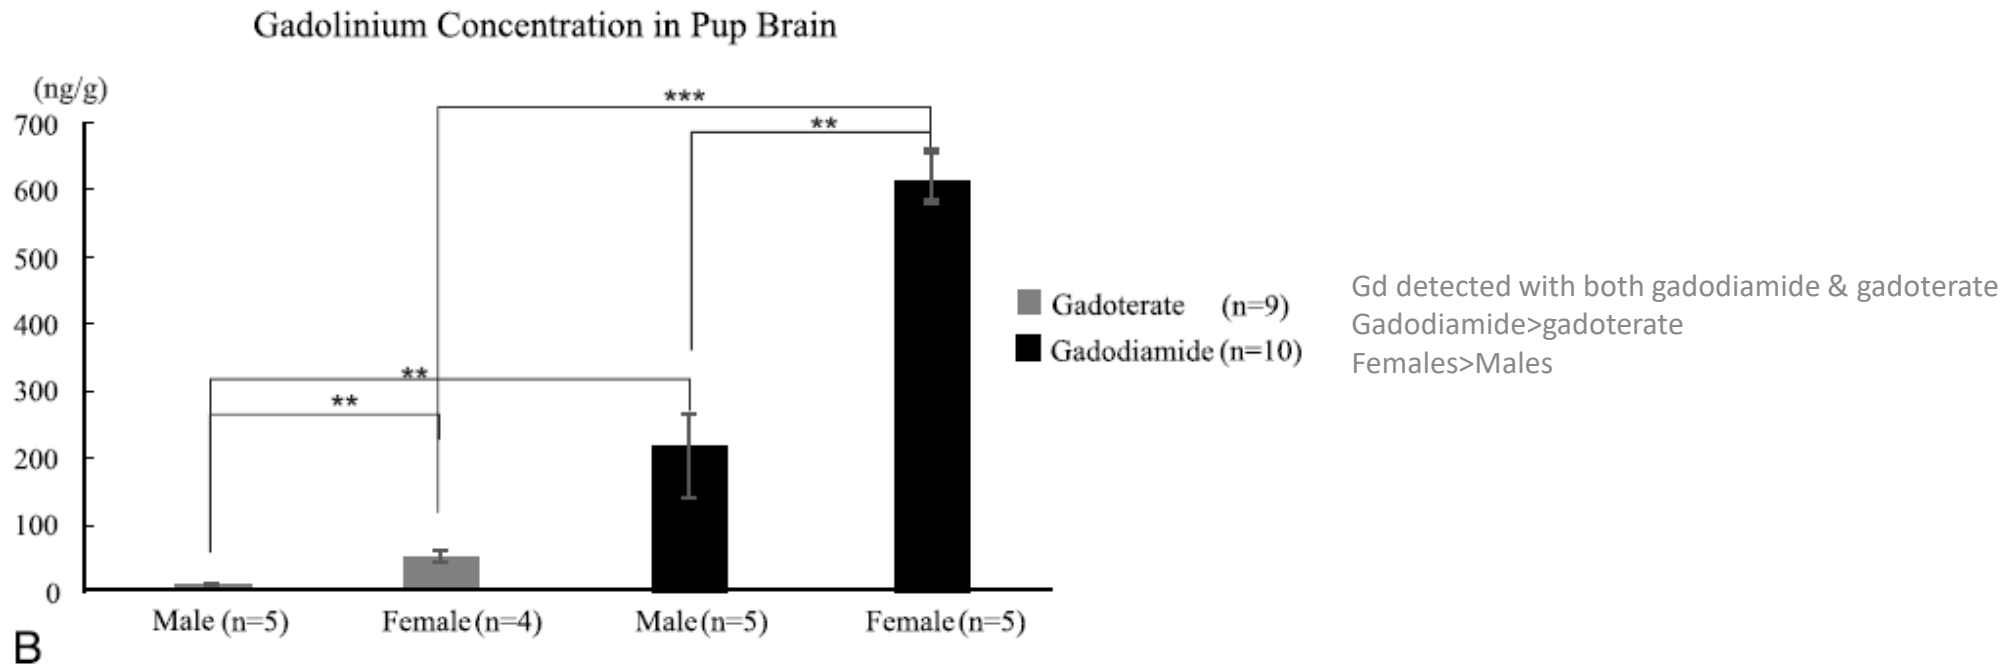 Gadolinium Concentration in Pup Brain
(ng/g)
***
**
700
600
500
400
300
200
100
0
**
**
Gadoterate (n=9)
Gadodiamide (n=10)
Gd detected with both gadodiamide & gadoterate
Gadodiamide>gadoterate
Females>Males
Male (n=5) Female (n=4) Male (n=5) Female (n=5)
B